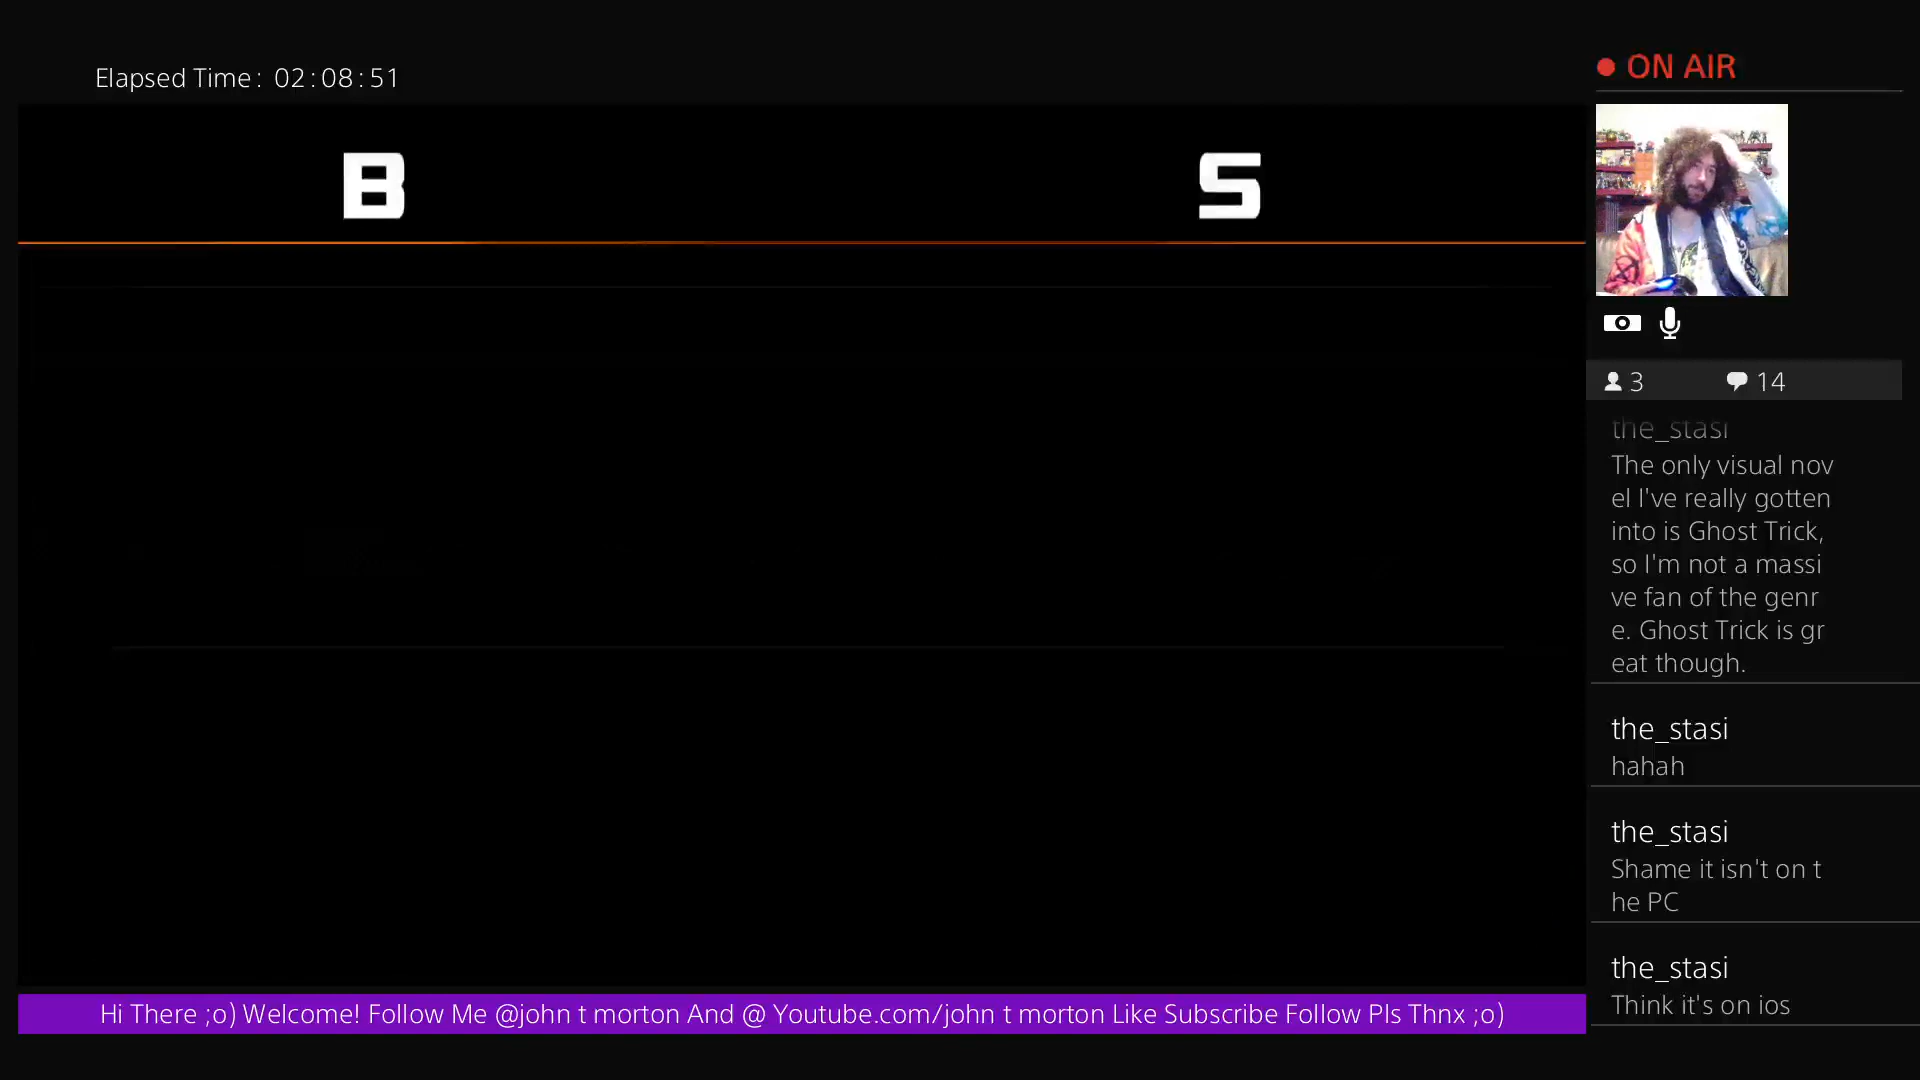 Elapsed Time: 02:08:51
ON AIR
B
S
3
14
the_stasi
The only visual nov
el I've really gotten
into is Ghost Trick,
so I'm not a massi
ve fan of the genr
e. Ghost Trick is gr
eat though.
the_stasi
hahah
the_stasi
Shame it isn't on t
he PC
the_stasi
Think it's on ios
Hi There ;o) Welcome! Follow Me @john t morton And @ Youtube.com/john t morton Like Subscribe Follow Pls Thnx ;o)